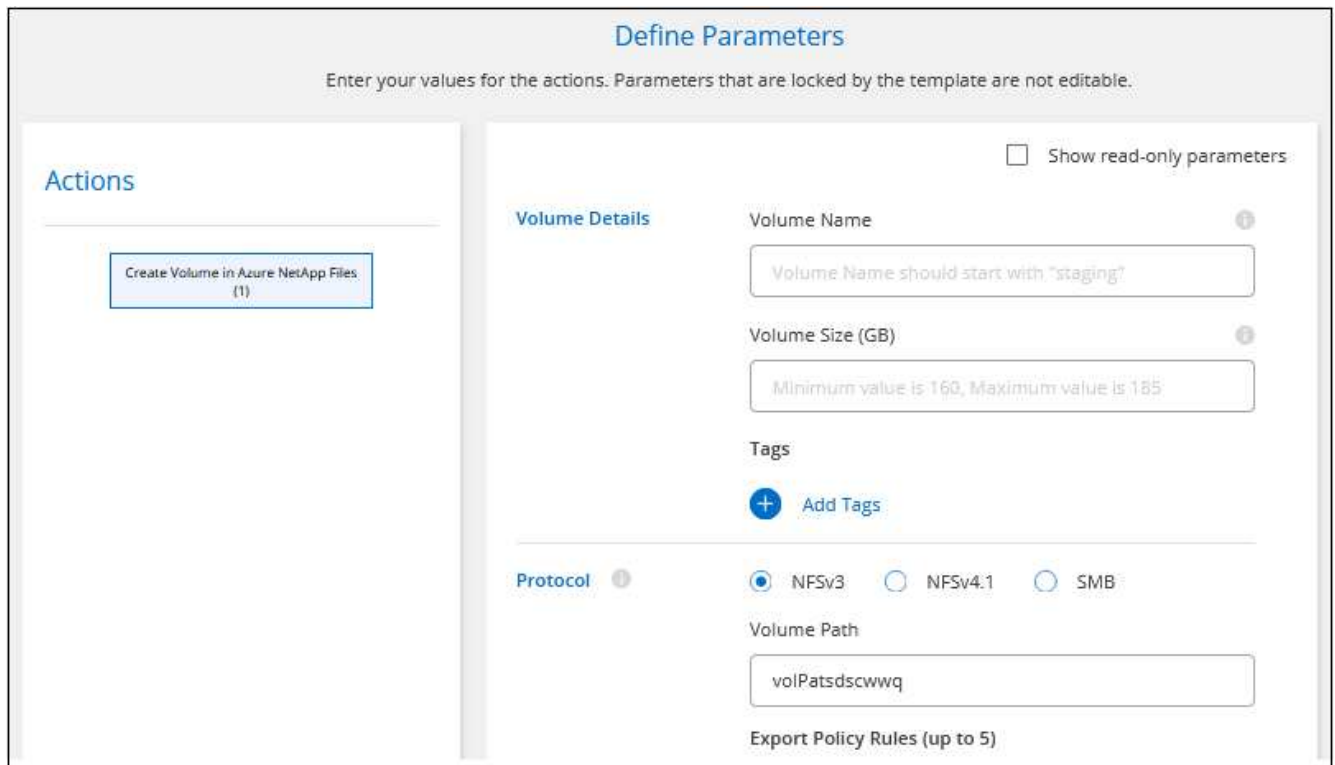 Define Parameters
Enter your values for the actions. Parameters that are locked by the template are not editable.
Actions
Create Volume in Azure NetApp Files
(1)
Show read-only parameters
Volume Details
Volume Name
Volume Name should start with "staging?
Volume Size (GB)
Minimum value is 160, Maximum value is 185
Tags
+ Add Tags
Protocol
NFSv3 NFSv4.1 SMB
Volume Path
volPatsdscwwq
Export Policy Rules (up to 5)